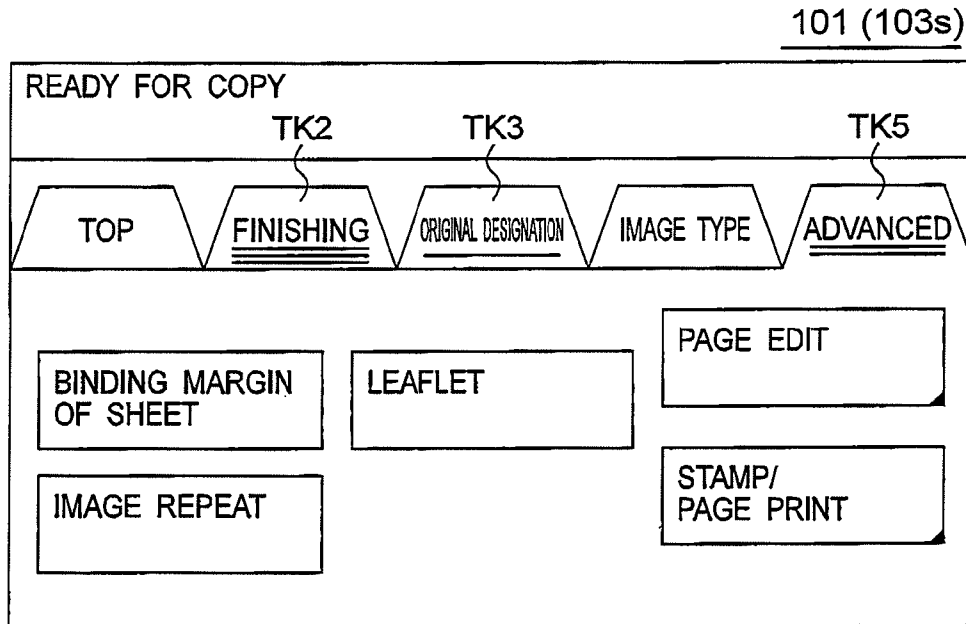 101 (103s)
READY FOR COPY
TK2 TK3 TK5
TOP FINISHING ORIGINAL DESIGNATION IMAGE TYPE ADVANCED
PAGE EDIT
BINDING MARGIN
OF SHEET
LEAFLET
STAMP/
PAGE PRINT
IMAGE REPEAT